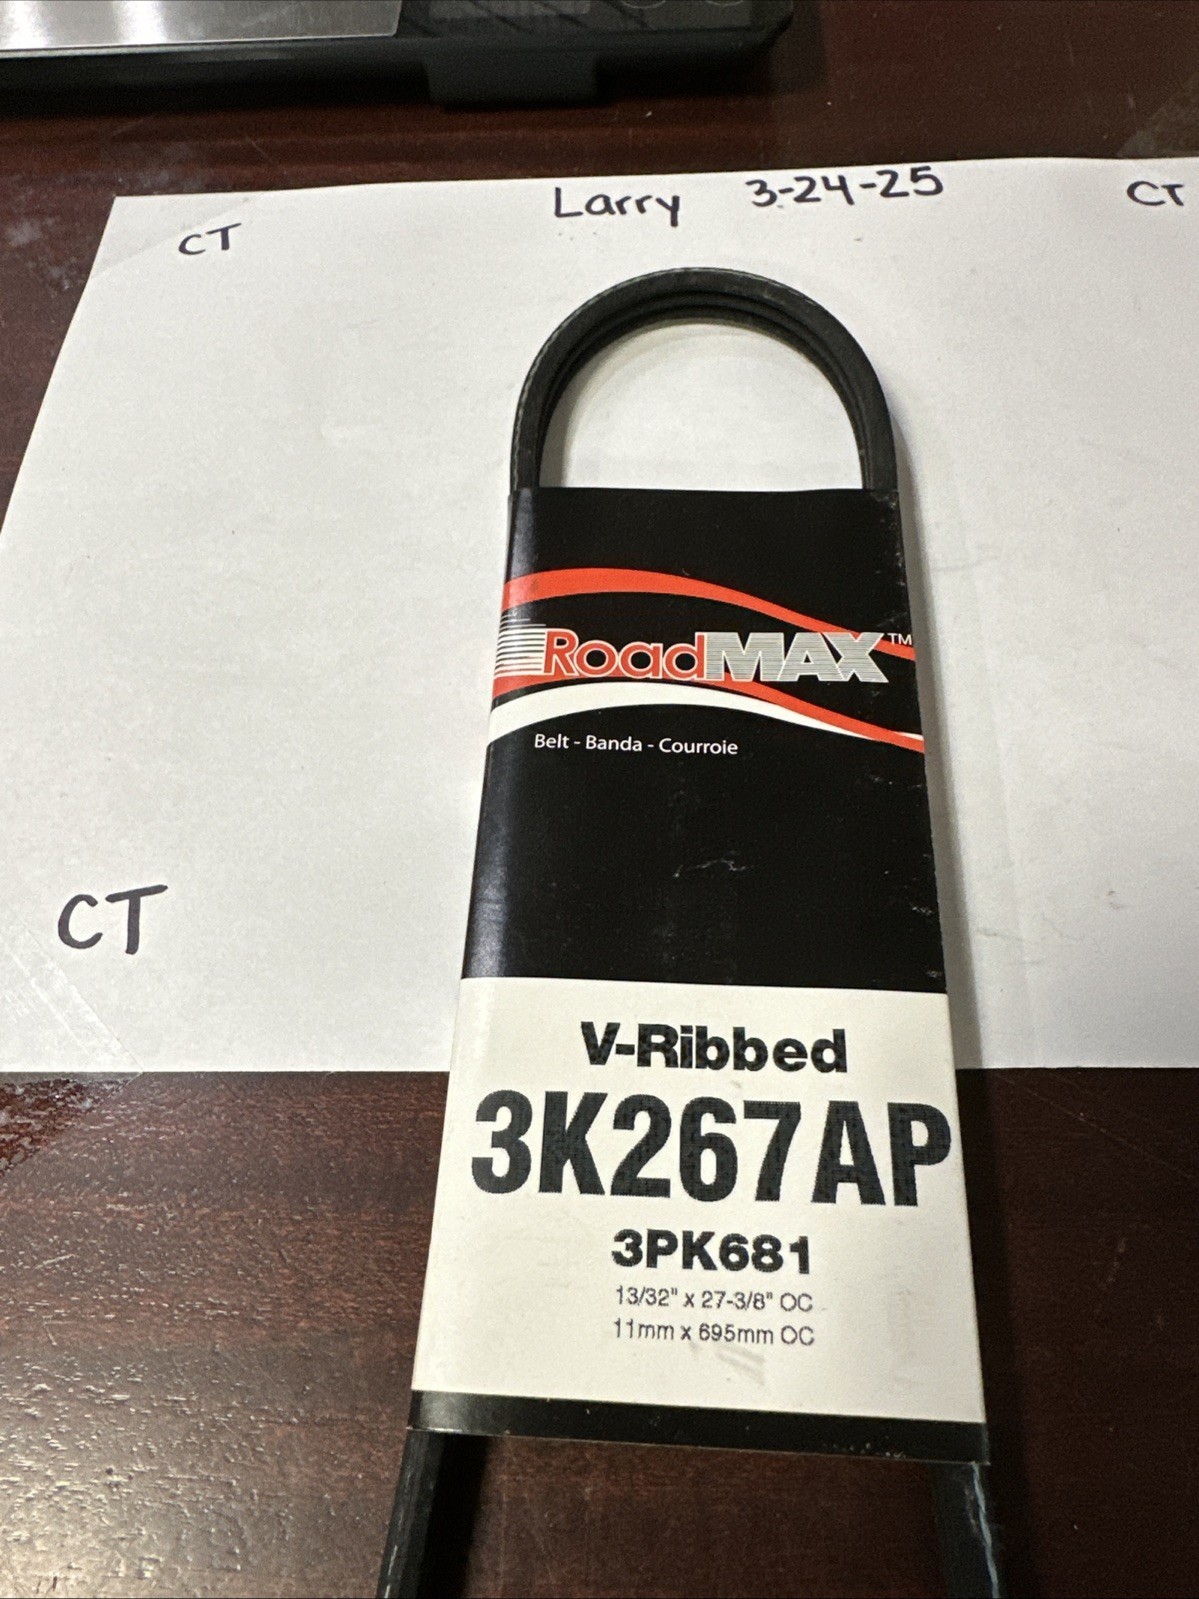 Larry 3-24-25
CT
CT
RoadMAX™
Belt - Banda - Courroie
CT
V-Ribbed
3K267AP
3PK681
13/32" x 27-3/8" OC
11mm x 695mm OC